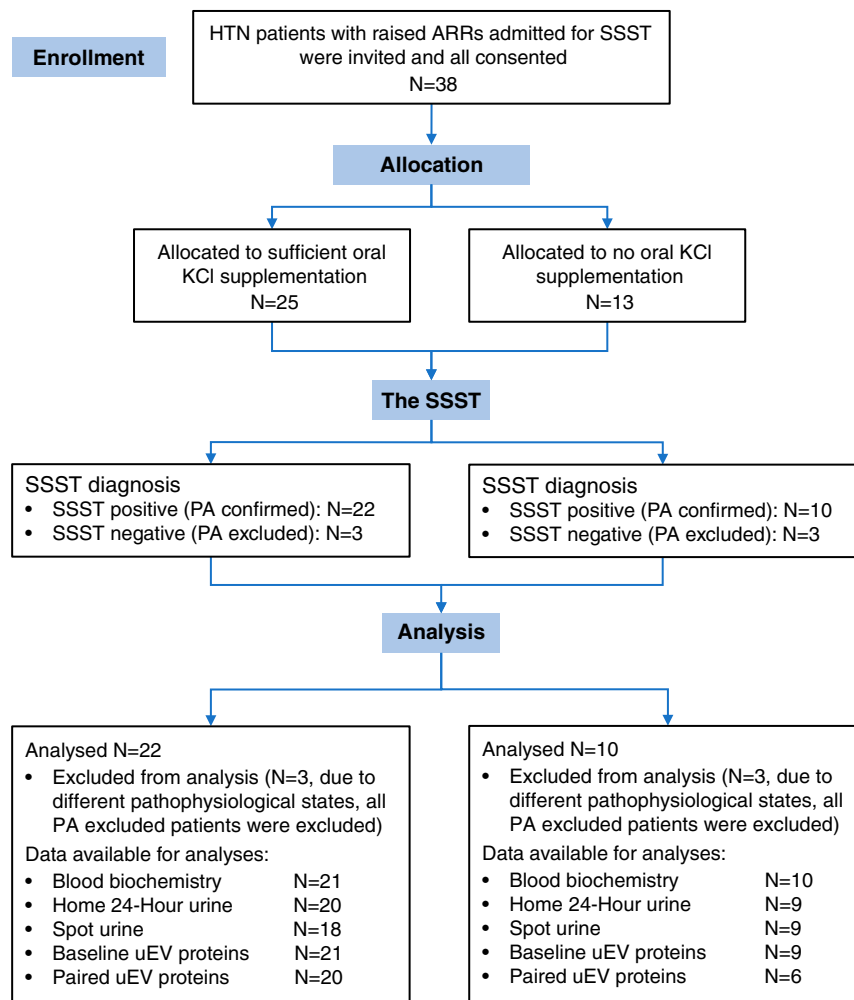 Enrollment
HTN patients with raised ARRs admitted for SSST
were invited and all consented
N=38
Allocation
Allocated to sufficient oral
KCl supplementation
N=25
Allocated to no oral KCl
supplementation
N=13
The SSST
SSST diagnosis
• SSST positive (PA confirmed): N=22
• SSST negative (PA excluded): N=3
SSST diagnosis
• SSST positive (PA confirmed): N=10
• SSST negative (PA excluded): N=3
Analysis
Analysed N=22
• Excluded from analysis (N=3, due to
different pathophysiological states, all
PA excluded patients were excluded)
Data available for analyses:
• Blood biochemistry N=21
• Home 24-Hour urine N=20
• Spot urine N=18
• Baseline uEV proteins N=21
• Paired uEV proteins N=20
Analysed N=10
• Excluded from analysis (N=3, due to
different pathophysiological states, all
PA excluded patients were excluded)
Data available for analyses:
• Blood biochemistry N=10
• Home 24-Hour urine N=9
• Spot urine N=9
• Baseline uEV proteins N=9
• Paired uEV proteins N=6